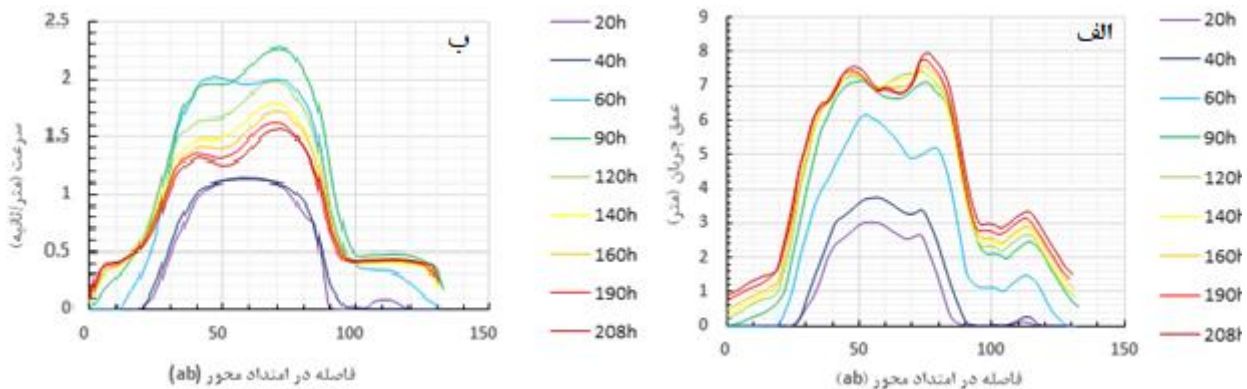 ب
سرعت (متر/ثانیه)
2.5
2
1.5
1
0.5
0
0
50
100
150
فاصله در امتداد محور (ab)
20h
40h
60h
90h
120h
140h
160h
190h
208h
الف
عمق جریان (متر)
9
8
7
6
5
4
3
2
1
0
0
50
100
150
فاصله در امتداد محور (ab)
20h
40h
60h
90h
120h
140h
160h
190h
208h